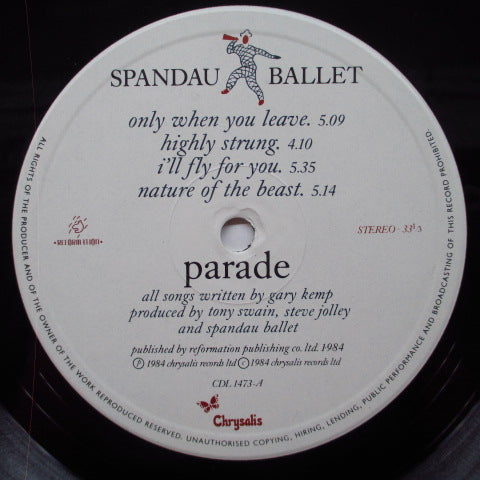 SPANDAU BALLET
only when you leave. 5.09
highly strung. 4.10
i'll fly for you. 5.35
nature of the beast. 5.14
REFORMATION
STEREO · 33⅓
parade
all songs written by gary kemp
produced by tony swain, steve jolley
and spandau ballet
published by reformation publishing co. ltd. 1984
Ⓟ 1984 chrysalis records ltd © 1984 chrysalis records ltd
CDL 1473-A
Chrysalis
ALL RIGHTS OF THE PRODUCER AND OF THE OWNER OF THE WORK REPRODUCED RESERVED. UNAUTHORISED COPYING, HIRING, LENDING, PUBLIC PERFORMANCE AND BROADCASTING OF THIS RECORD PROHIBITED.